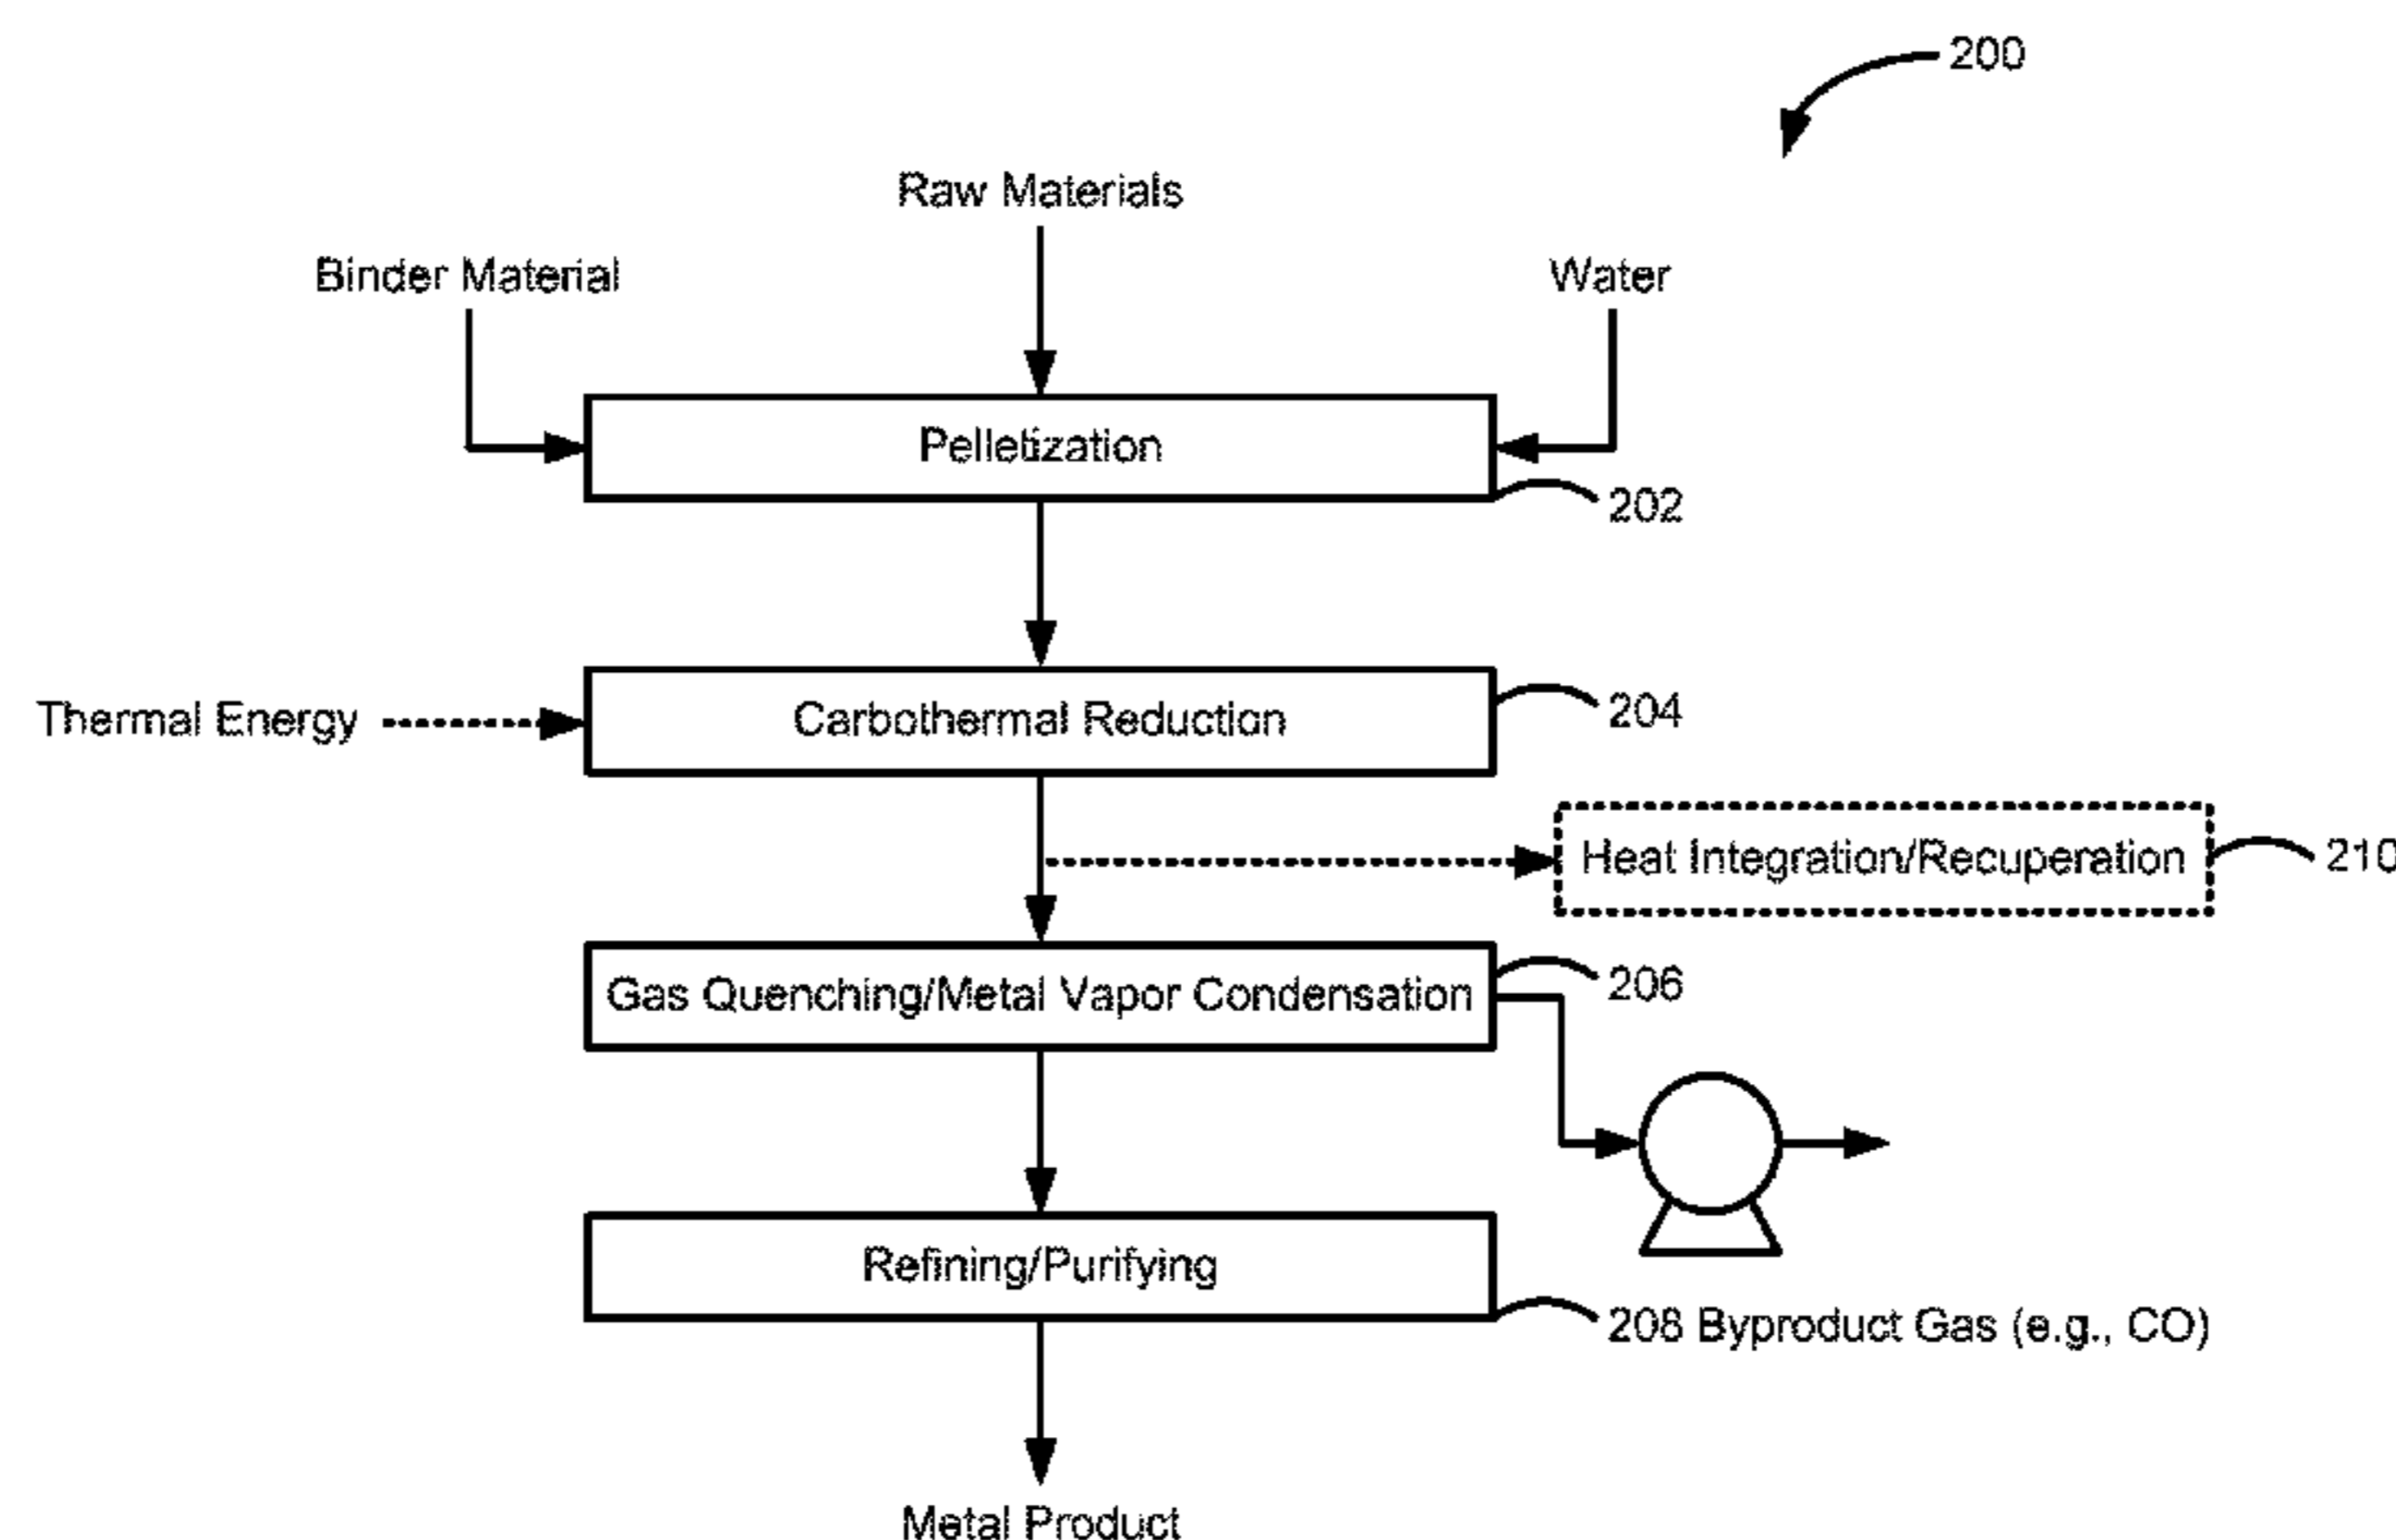 200
Raw Materials
Binder Material
Water
Pelletization
202
Thermal Energy
Carbothermal Reduction
204
Heat Integration/Recuperation
210
Gas Quenching/Metal Vapor Condensation
206
Refining/Purifying
208 Byproduct Gas (e.g., CO)
Metal Product